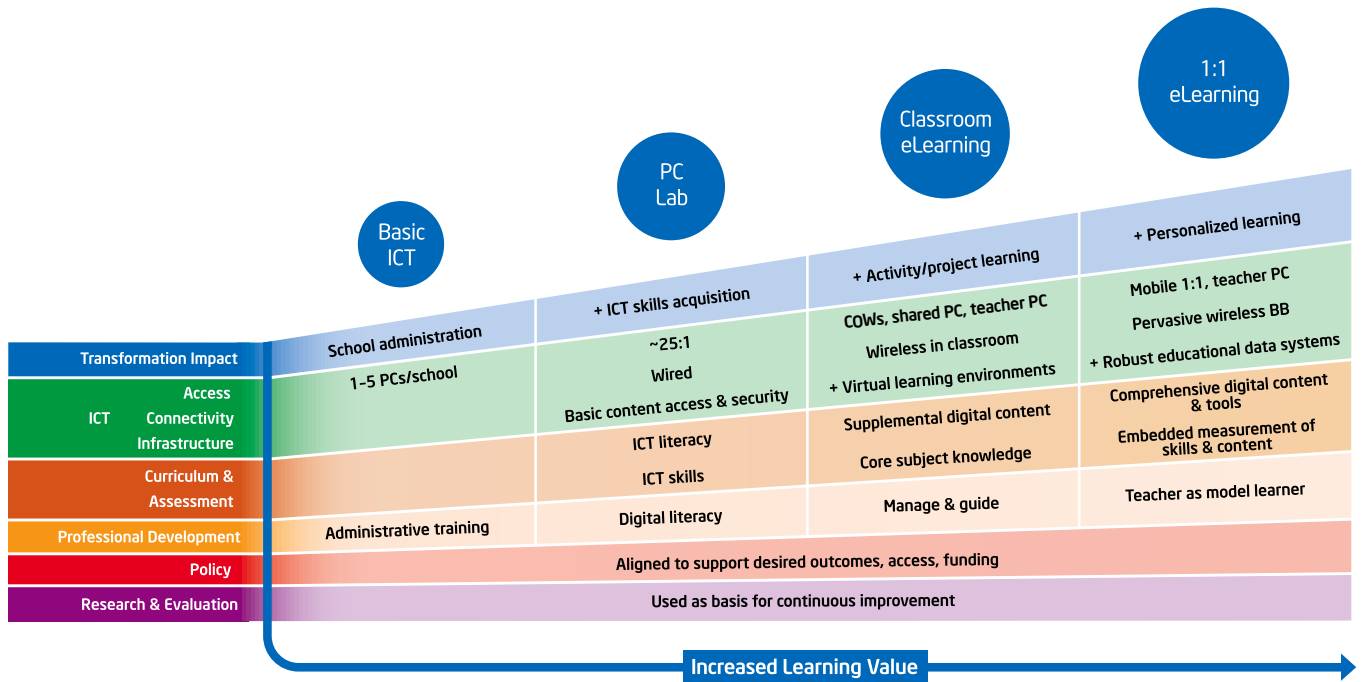 1:1
eLearning
Classroom
eLearning
PC
Lab
Basic
ICT
Transformation Impact
School administration
+ ICT skills acquisition
+ Activity/project learning
+ Personalized learning
ICT
Access
Connectivity
Infrastructure
1–5 PCs/school
~25:1
Wired
Basic content access & security
COWs, shared PC, teacher PC
Wireless in classroom
+ Virtual learning environments
Mobile 1:1, teacher PC
Pervasive wireless BB
+ Robust educational data systems
Curriculum &
Assessment
ICT literacy
ICT skills
Supplemental digital content
Core subject knowledge
Comprehensive digital content
& tools
Embedded measurement of
skills & content
Professional Development
Administrative training
Digital literacy
Manage & guide
Teacher as model learner
Policy
Aligned to support desired outcomes, access, funding
Research & Evaluation
Used as basis for continuous improvement
Increased Learning Value